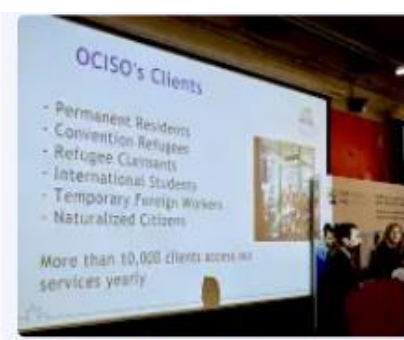 OCISO's Clients
- Permanent Residents
- Convention Refugees
- Refugee Claimants
- International Students
- Temporary Foreign Workers
- Naturalized Citizens
More than 10,000 clients access our
services yearly